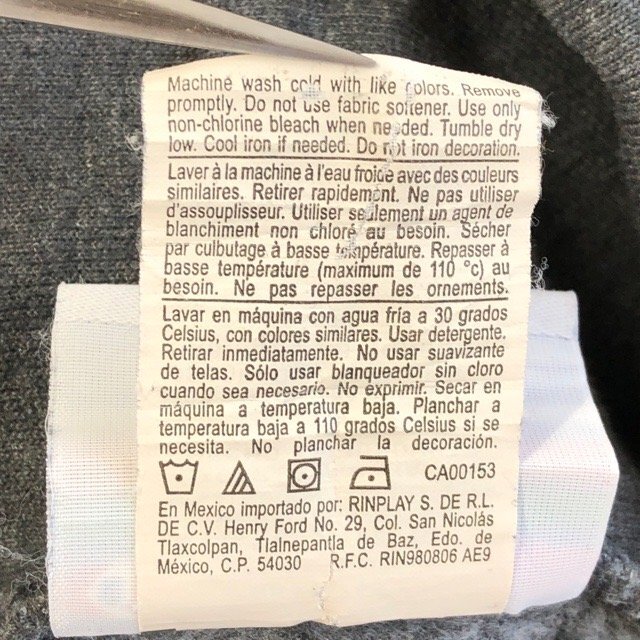 Machine wash cold with like colors. Remove
promptly. Do not use fabric softener. Use only
non-chlorine bleach when needed. Tumble dry
low. Cool iron if needed. Do not iron decoration.
Laver à la machine à l'eau froide avec des couleurs
similaires. Retirer rapidement. Ne pas utiliser
d'assouplisseur. Utiliser seulement un agent de
blanchiment non chloré au besoin. Sécher
par culbutage à basse température. Repasser à
basse température (maximum de 110 °c) au
besoin. Ne pas repasser les ornements.
Lavar en máquina con agua fría a 30 grados
Celsius, con colores similares. Usar detergente.
Retirar inmediatamente. No usar suavizante
de telas. Sólo usar blanqueador sin cloro
cuando sea necesario. No exprimir. Secar en
máquina a temperatura baja. Planchar a
temperatura baja a 110 grados Celsius si se
necesita. No planchar la decoración.
CA00153
En Mexico importado por: RINPLAY S. DE R.L.
DE C.V. Henry Ford No. 29, Col. San Nicolás
Tlaxcolpan, Tlalnepantla de Baz, Edo. de
México, C.P. 54030 R.F.C. RIN980806 AE9